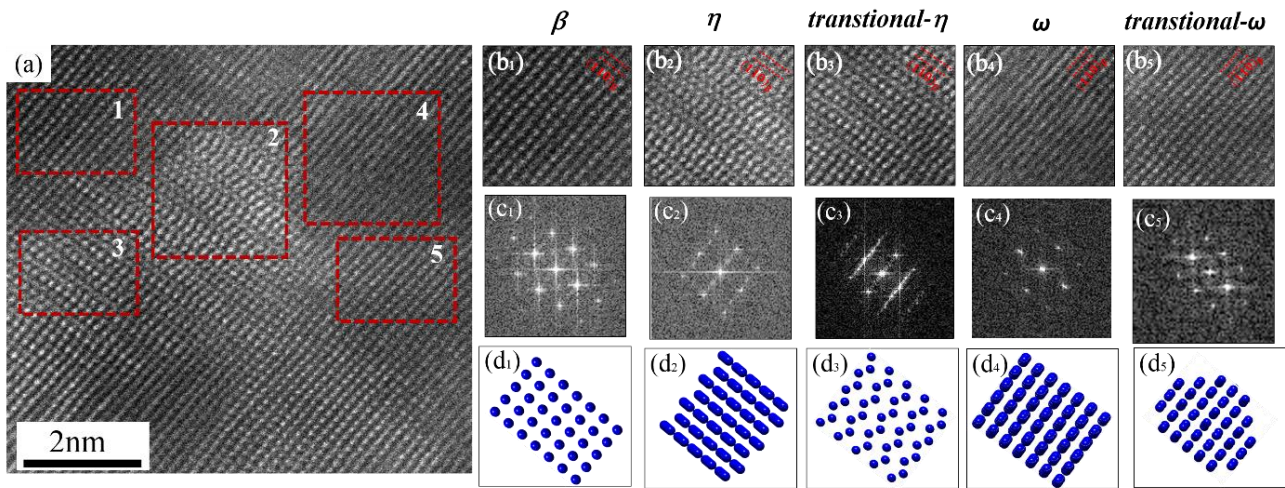 β η transtional-η ω transtional-ω
(a) (b₁) (b₂) (b₃) (b₄) (b₅)
1 4
2
(c₁) (c₂) (c₃) (c₄) (c₅)
3 5
(d₁) (d₂) (d₃) (d₄) (d₅)
2nm